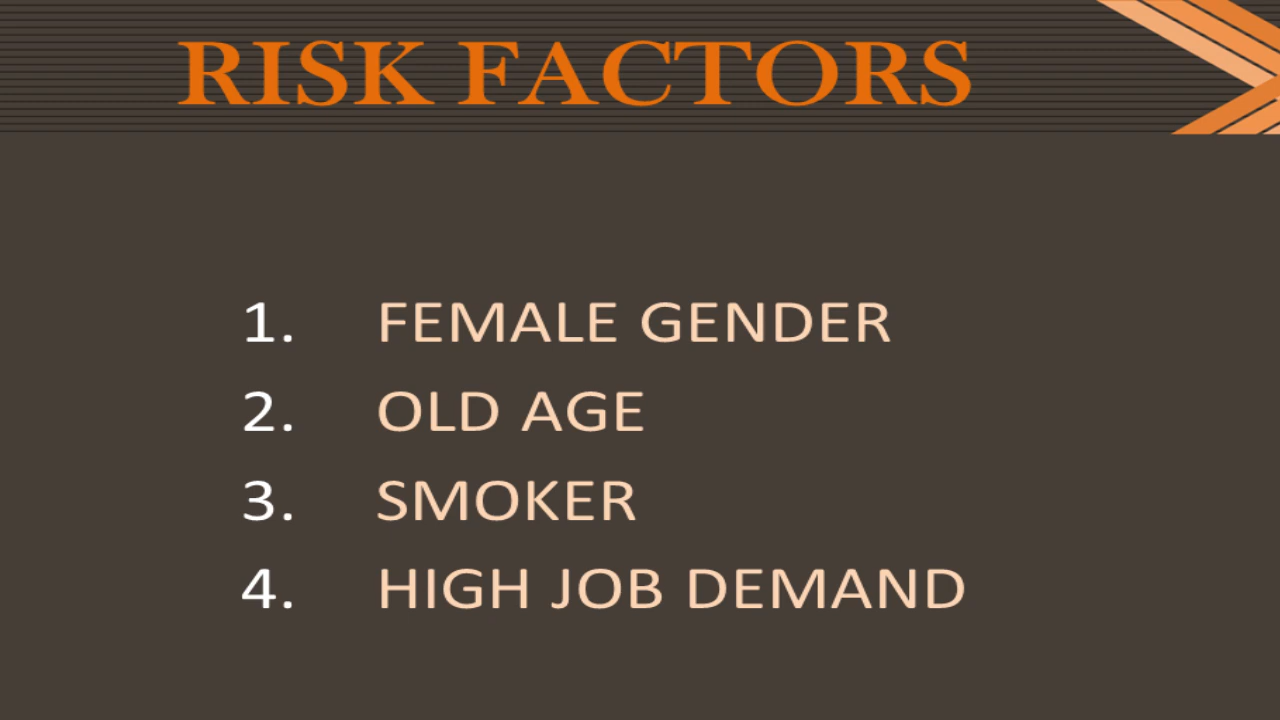 RISK FACTORS
1. FEMALE GENDER
2. OLD AGE
3. SMOKER
4. HIGH JOB DEMAND